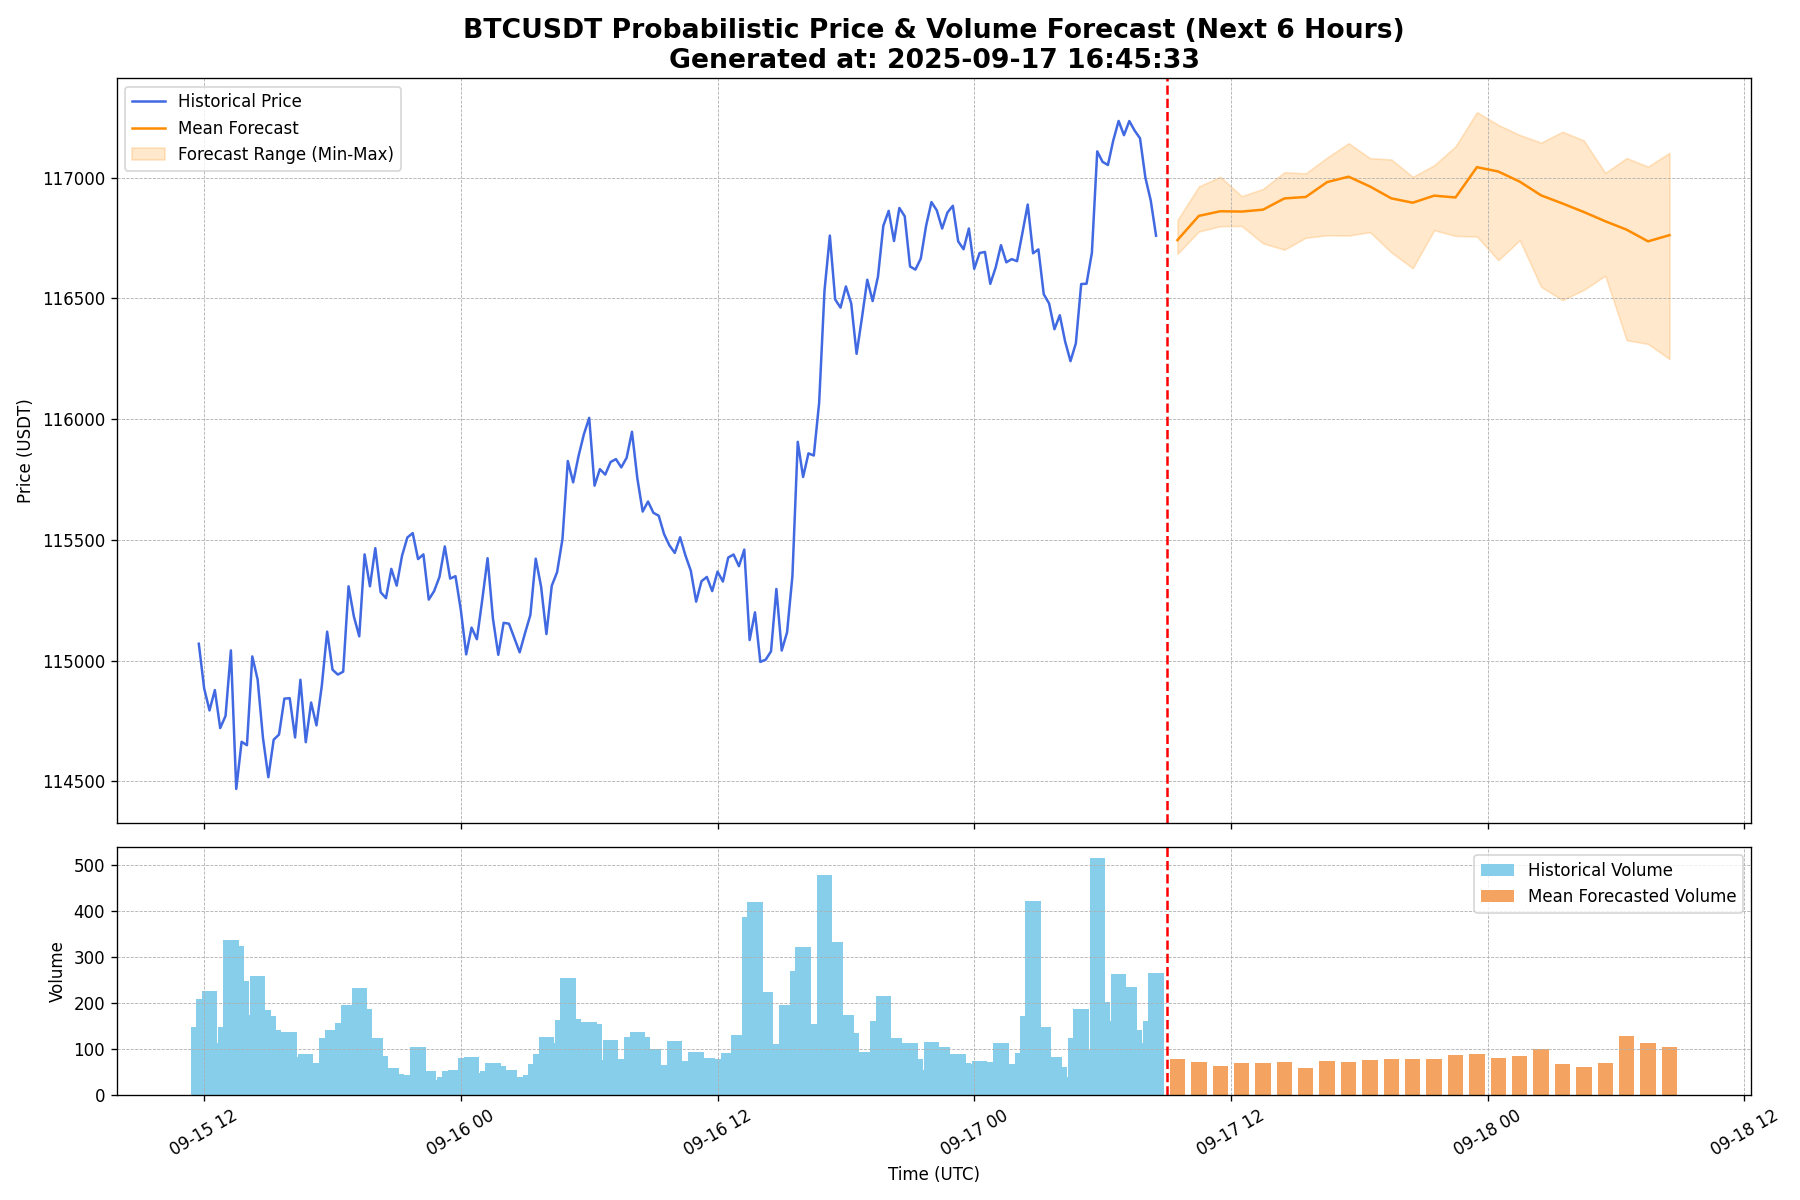 BTCUSDT Probabilistic Price & Volume Forecast (Next 6 Hours)
Generated at: 2025-09-17 16:45:33
Historical Price
Mean Forecast
Forecast Range (Min-Max)
117000
116500
116000
115500
115000
114500
Price (USDT)
Historical Volume
Mean Forecasted Volume
500
400
300
200
100
0
Volume
09-15 12
09-16 00
09-16 12
09-17 00
09-17 12
09-18 00
09-18 12
Time (UTC)